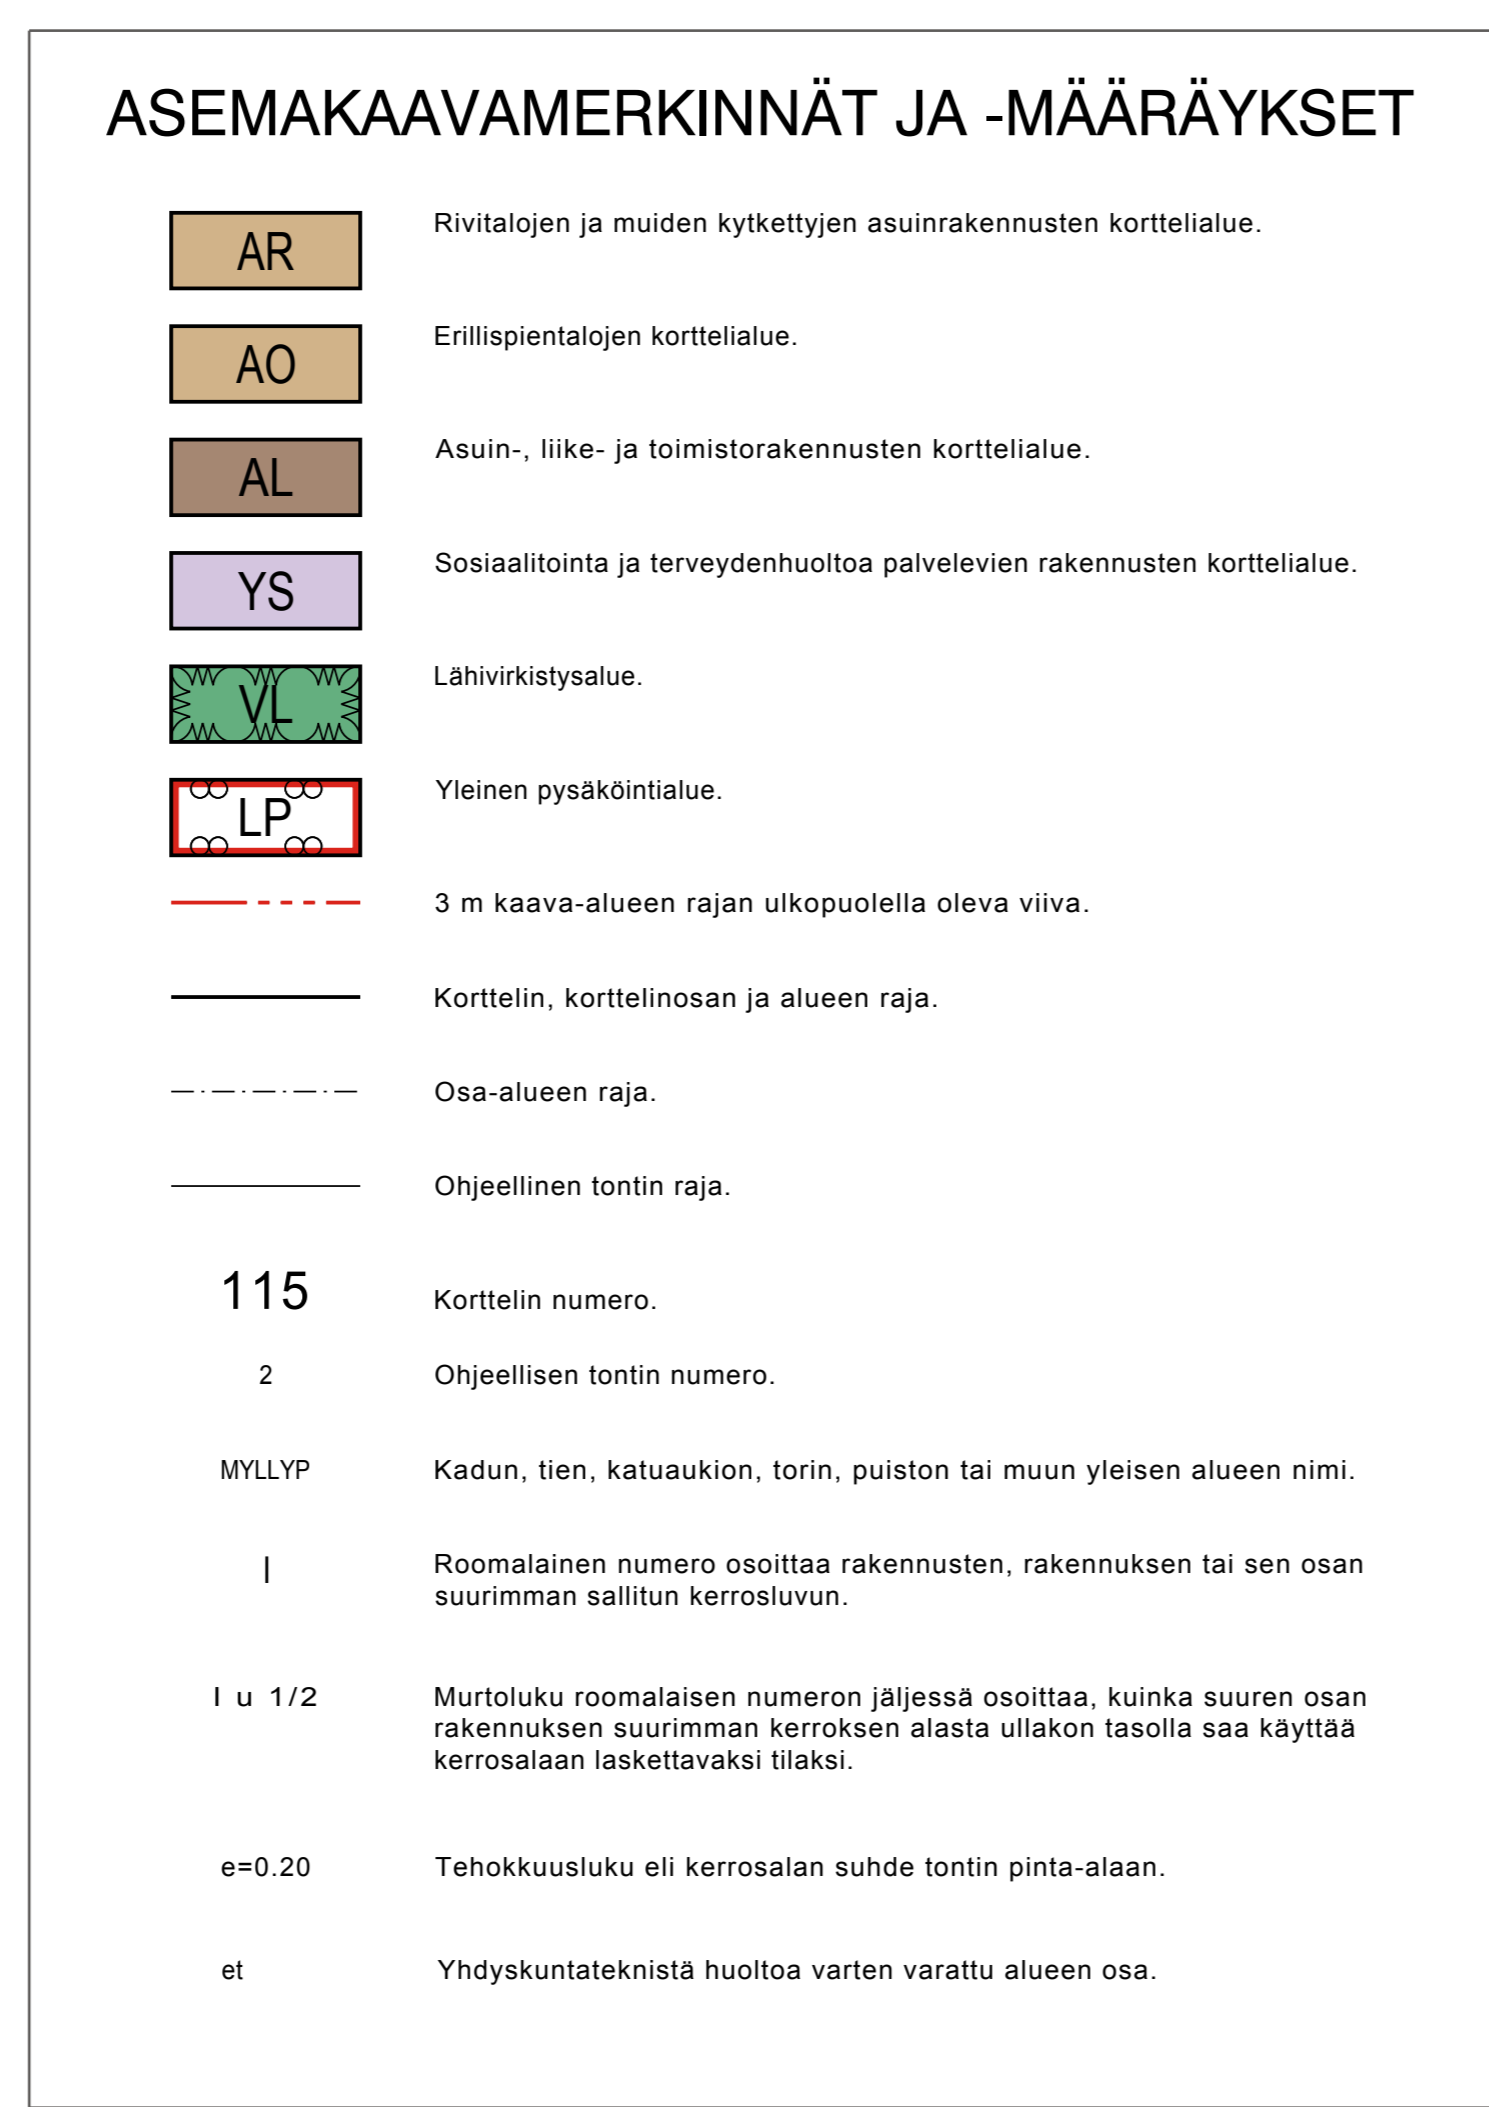 ASEMAKAAVAMERKINNÄT JA -MÄÄRÄYKSET
AR Rivitalojen ja muiden kytkettyjen asuinrakennusten korttelialue.
AO Erillispientalojen korttelialue.
AL Asuin-, liike- ja toimistorakennusten korttelialue.
YS Sosiaalitointa ja terveydenhuoltoa palvelevien rakennusten korttelialue.
VL Lähivirkistysalue.
LP Yleinen pysäköintialue.
3 m kaava-alueen rajan ulkopuolella oleva viiva.
Korttelin, korttelinosan ja alueen raja.
Osa-alueen raja.
Ohjeellinen tontin raja.
115 Korttelin numero.
2 Ohjeellisen tontin numero.
MYLLYP Kadun, tien, katuaukion, torin, puiston tai muun yleisen alueen nimi.
I Roomalainen numero osoittaa rakennusten, rakennuksen tai sen osan
suurimman sallitun kerrosluvun.
I u 1/2 Murtoluku roomalaisen numeron jäljessä osoittaa, kuinka suuren osan
rakennuksen suurimman kerroksen alasta ullakon tasolla saa käyttää
kerrosalaan laskettavaksi tilaksi.
e=0.20 Tehokkuusluku eli kerrosalan suhde tontin pinta-alaan.
et Yhdyskuntateknistä huoltoa varten varattu alueen osa.